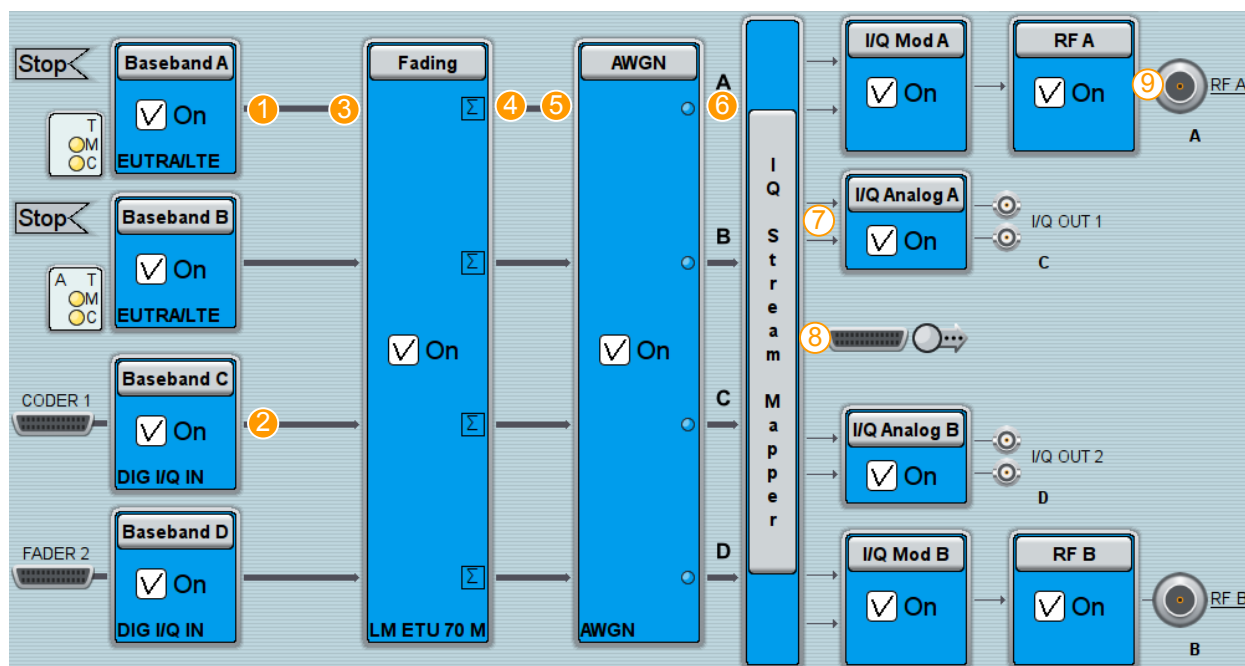 Stop
Baseband A
On
T
M
C
EUTRA/LTE
1
3
Fading
Σ
On
LM ETU 70 M
4
5
AWGN
On
AWGN
A
6
I/Q Mod A
On
RF A
On
9
RF A
A
Stop
Baseband B
On
A T
M
C
EUTRA/LTE
Σ
B
I
Q
S
t
r
e
a
m
M
a
p
p
e
r
7
I/Q Analog A
On
I/Q OUT 1
C
8
CODER 1
Baseband C
On
DIG I/Q IN
2
Σ
C
I/Q Analog B
On
I/Q OUT 2
D
FADER 2
Baseband D
On
DIG I/Q IN
Σ
D
I/Q Mod B
On
RF B
On
RF B
B